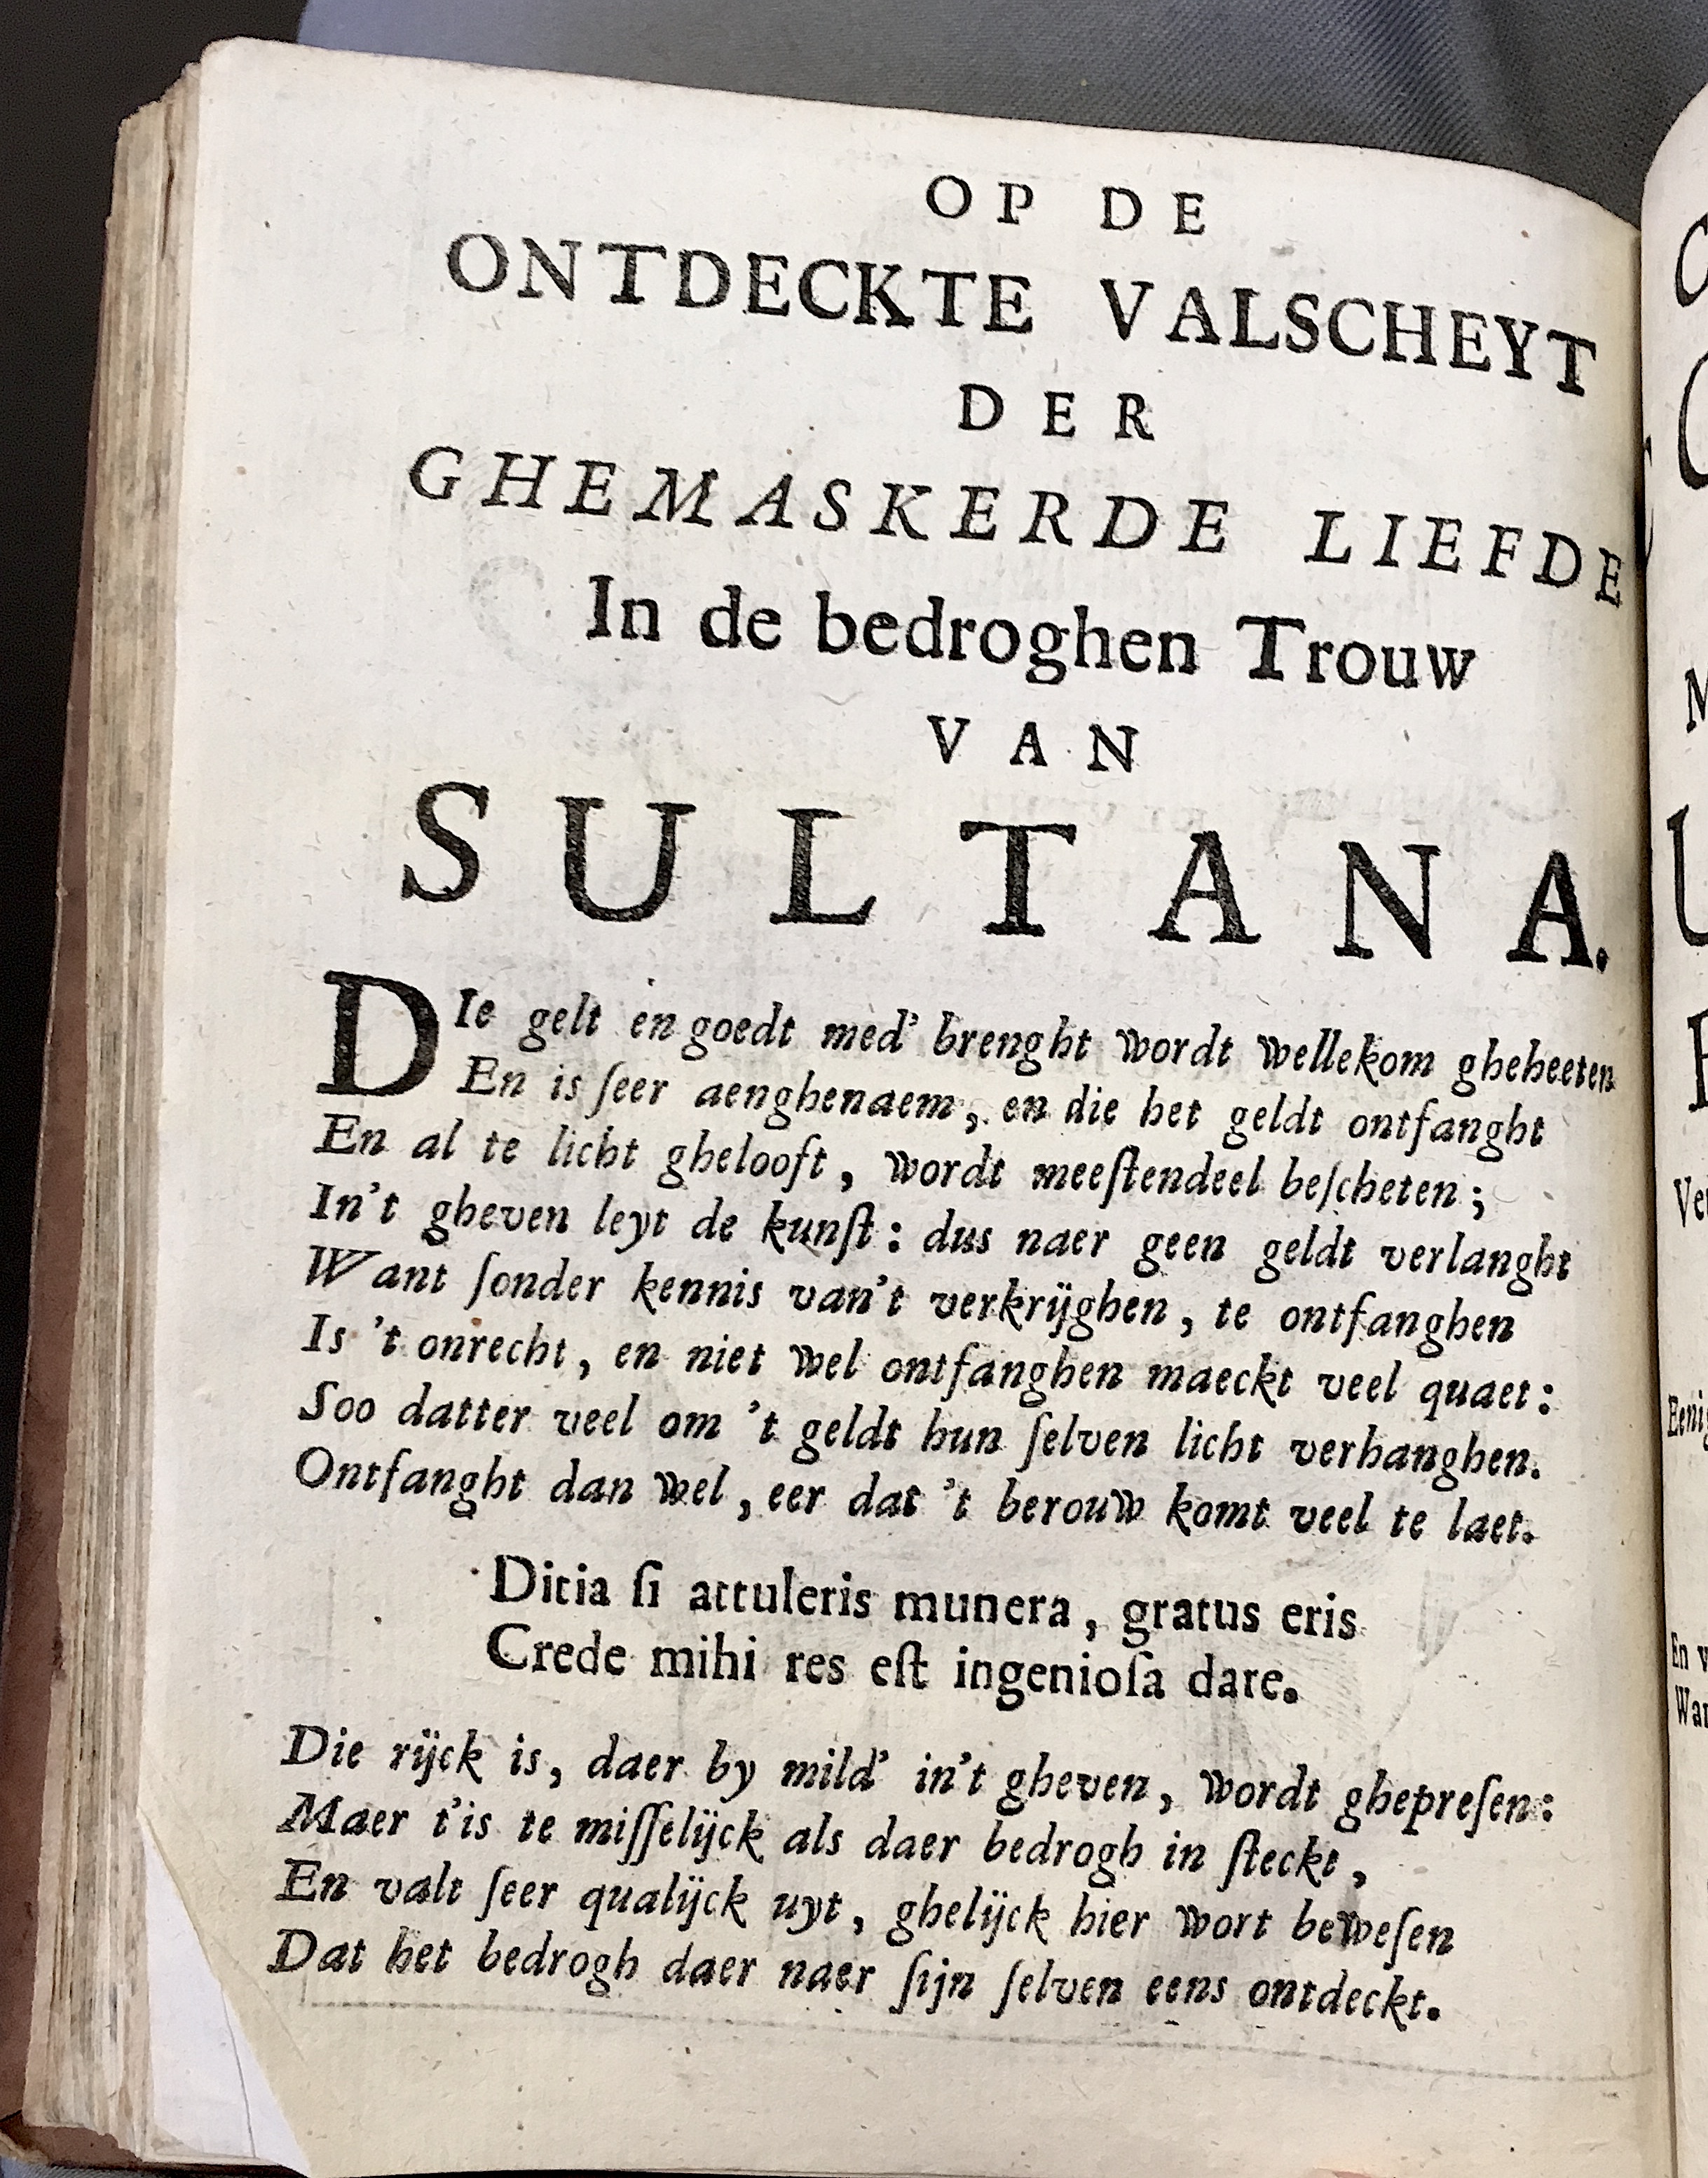 OP DE
ONTDECKTE VALSCHEYT
DER
GHEMASKERDE LIEFDE
In de bedroghen Trouw
VAN
SULTANA.
DIe gelt en goedt med' brenght wordt wellekom gheheeten
En is ſeer aenghenaem, en die het geldt ontfanght
En al te licht ghelooft, wordt meeſtendeel beſcheten;
In't gheven leyt de kunſt: dus naer geen geldt verlanght
Want ſonder kennis van't verkrijghen, te ontfanghen
Is 't onrecht, en niet wel ontfanghen maeckt veel quaet:
Soo datter veel om 't geldt hun ſelven licht verhanghen.
Ontfanght dan wel, eer dat 't berouw komt veel te laet.
Ditia ſi attuleris munera, gratus eris
Crede mihi res eſt ingenioſa dare.
Die rijck is, daer by mild' in't gheven, wordt ghepreſen:
Maer t'is te miſſelijck als daer bedrogh in ſteckt,
En valt ſeer qualijck uyt, ghelijck hier wort beweſen
Dat het bedrogh daer naer ſijn ſelven eens ontdeckt.
M
Ver
Eenig
En v
Wan